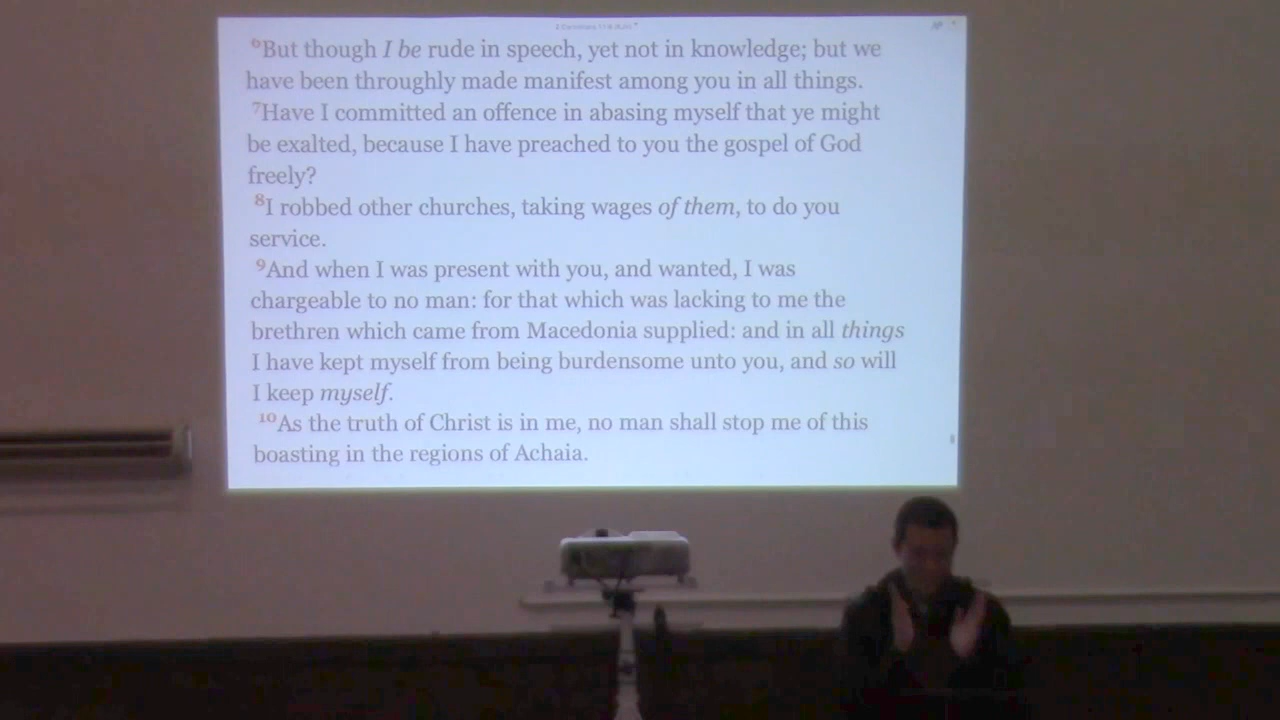 ⁶But though I be rude in speech, yet not in knowledge; but we
have been throughly made manifest among you in all things.
⁷Have I committed an offence in abasing myself that ye might
be exalted, because I have preached to you the gospel of God
freely?
⁸I robbed other churches, taking wages of them, to do you
service.
⁹And when I was present with you, and wanted, I was
chargeable to no man: for that which was lacking to me the
brethren which came from Macedonia supplied: and in all things
I have kept myself from being burdensome unto you, and so will
I keep myself.
¹⁰As the truth of Christ is in me, no man shall stop me of this
boasting in the regions of Achaia.